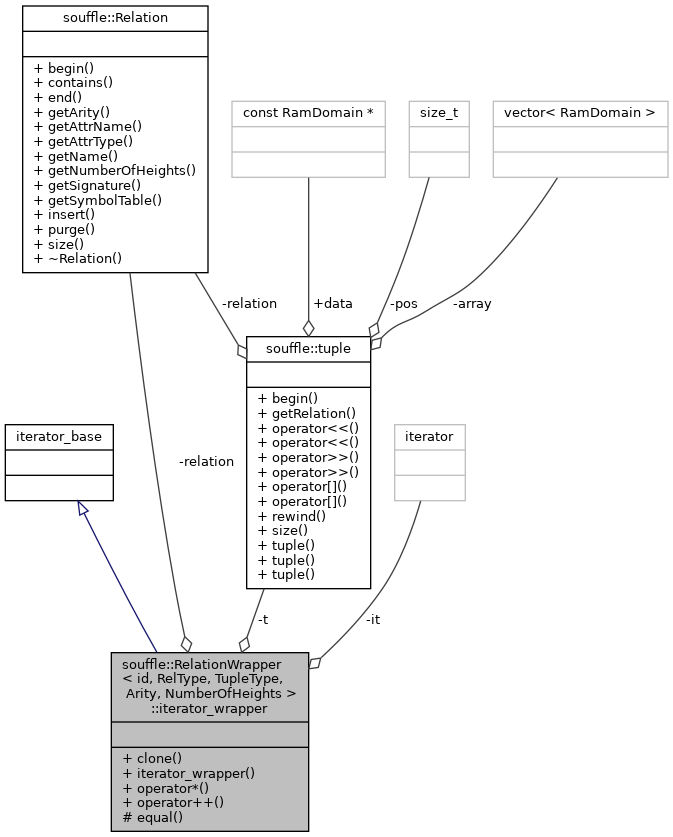 souffle::Relation
+ begin()
+ contains()
+ end()
+ getArity()
+ getAttrName()
+ getAttrType()
+ getName()
+ getNumberOfHeights()
+ getSignature()
+ getSymbolTable()
+ insert()
+ purge()
+ size()
+ ~Relation()
const RamDomain *
size_t
vector< RamDomain >
-relation
+data
-pos
-array
souffle::tuple
+ begin()
+ getRelation()
+ operator<<()
+ operator<<()
+ operator>>()
+ operator>>()
+ operator[]()
+ operator[]()
+ rewind()
+ size()
+ tuple()
+ tuple()
+ tuple()
iterator_base
iterator
-relation
-t
-it
souffle::RelationWrapper
< id, RelType, TupleType,
Arity, NumberOfHeights >
::iterator_wrapper
+ clone()
+ iterator_wrapper()
+ operator*()
+ operator++()
# equal()